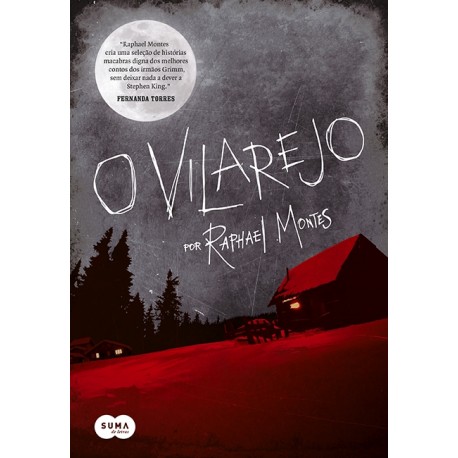 “Raphael Montes
cria uma seleção de histórias
macabras digna dos melhores
contos dos irmãos Grimm,
sem deixar nada a dever a
Stephen King.”
FERNANDA TORRES
O VILAREJO
POR RAPHAEL MONTES
SUMA
de letras